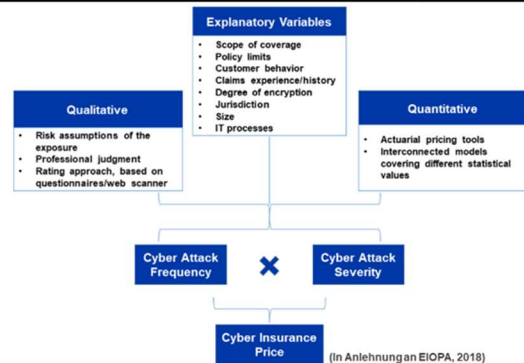 Explanatory Variables
• Scope of coverage
• Policy limits
• Customer behavior
• Claims experience/history
• Degree of encryption
• Jurisdiction
• Size
• IT processes
Qualitative
• Risk assumptions of the
exposure
• Professional judgment
• Rating approach, based on
questionnaires/web scanner
Quantitative
• Actuarial pricing tools
• Interconnected models
covering different statistical
values
Cyber Attack
Frequency
×
Cyber Attack
Severity
Cyber Insurance
Price
(In Anlehnungan EIOPA, 2018)